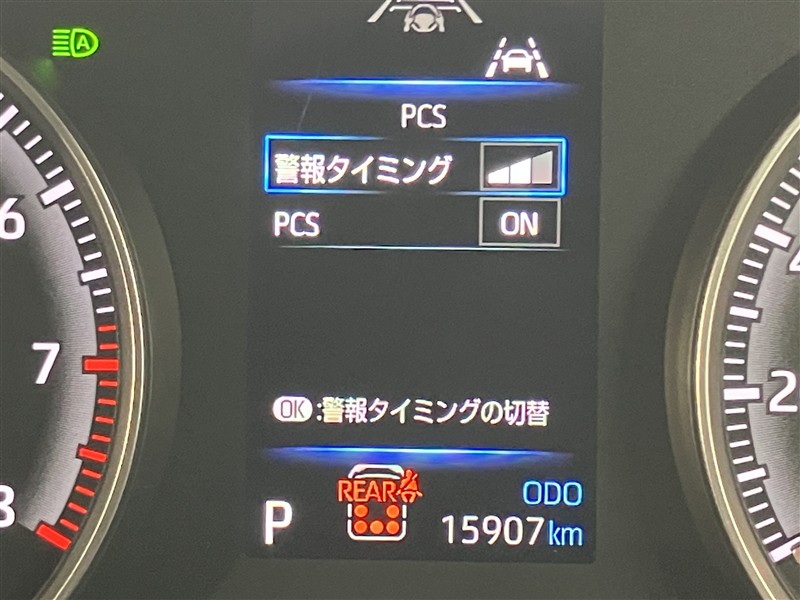 A
PCS
警報タイミング
PCS ON
6
7
8
4
2
OK:警報タイミングの切替
REAR
ODO
P
15907km